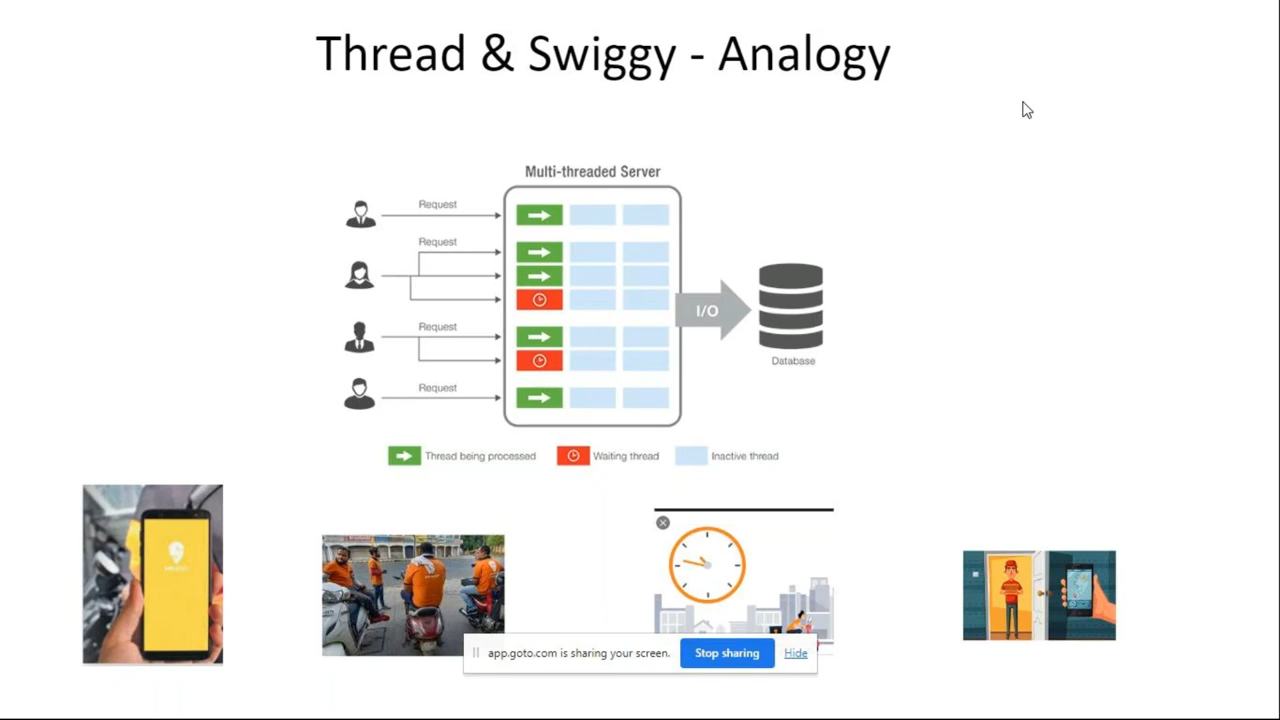 Thread & Swiggy - Analogy
Multi-threaded Server
Request
Request
Request
Request
I/O
Database
Thread being processed
Waiting thread
Inactive thread
app.goto.com is sharing your screen.
Stop sharing
Hide